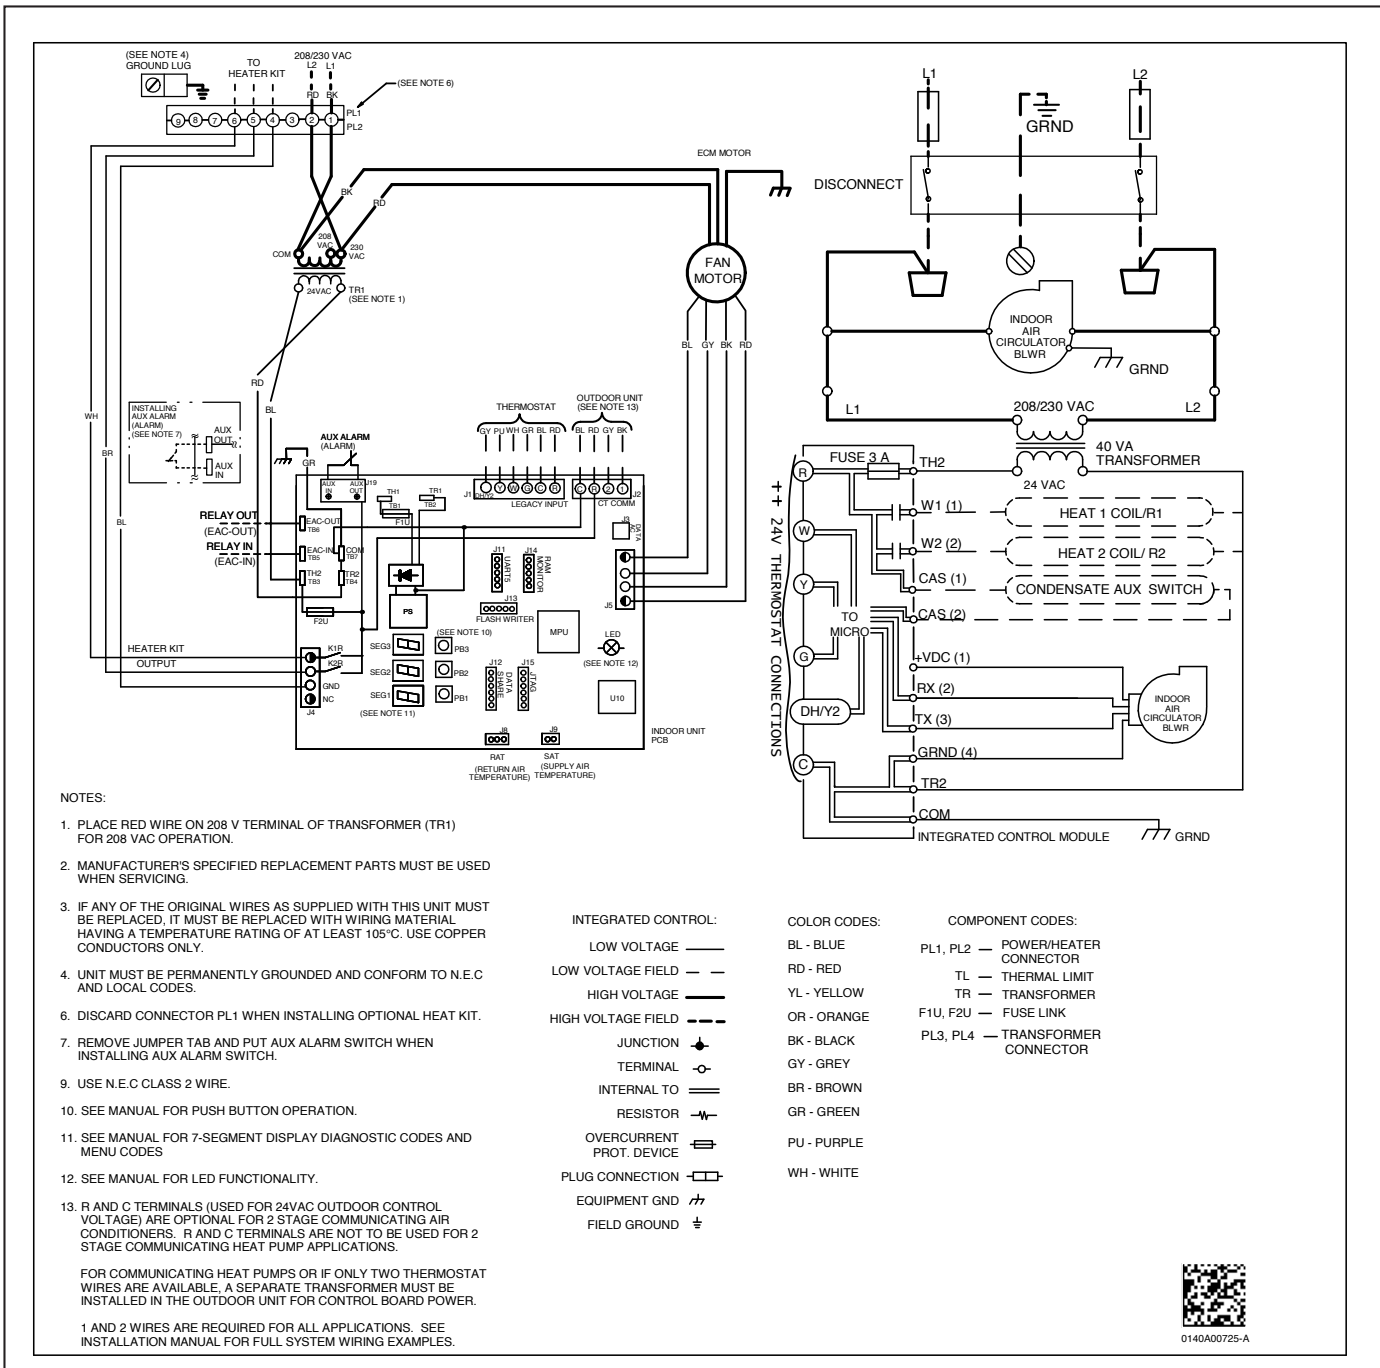 (SEE NOTE 4)
GROUND LUG
TO
HEATER KIT
208/230 VAC
L2 L1
RD BK
(SEE NOTE 6)
PL1
PL2
9 8 7 6 5 4 3 2 1
ECM MOTOR
BK
RD
COM
208
VAC
230
VAC
24VAC
TR1
(SEE NOTE 1)
FAN
MOTOR
BL GY BK RD
RD
BL
WH
BR
BL
INSTALLING
AUX ALARM
(ALARM)
(SEE NOTE 7)
AUX
OUT
AUX
IN
AUX ALARM
(ALARM)
GR
THERMOSTAT
GY PU WH GR BL RD
OUTDOOR UNIT
(SEE NOTE 13)
BL RD GY BK
AUX
IN
AUX
OUT
J19
TH1
TB1
F1U
TR1
TB2
J1
DH/Y2
Y W G C R
LEGACY INPUT
C R 2 1
J2
CT COMM
RELAY OUT
(EAC-OUT)
RELAY IN
(EAC-IN)
EAC-OUT
TB6
EAC-IN
TB5
COM
TB7
TH2
TB3
TR2
TB4
F2U
PS
J11
UARTS
J14
RAM
MONITOR
J13
FLASH WRITER
J3
DATA
AC
J5
MPU
LED
(SEE NOTE 12)
(SEE NOTE 10)
SEG3
PB3
SEG2
PB2
SEG1
PB1
(SEE NOTE 11)
J12
DATA
SHARE
J15
JTAG
U10
HEATER KIT
OUTPUT
K1R
K2R
GND
NC
J4
J8
RAT
(RETURN AIR
TEMPERATURE)
J9
SAT
(SUPPLY AIR
TEMPERATURE)
INDOOR UNIT
PCB
L1
L2
GRND
DISCONNECT
INDOOR
AIR
CIRCULATOR
BLWR
GRND
L1
208/230 VAC
L2
40 VA
TRANSFORMER
24 VAC
FUSE 3 A
TH2
R
W
Y
G
DH/Y2
C
++ 24V THERMOSTAT CONNECTIONS
TO
MICRO
W1 (1)
HEAT 1 COIL/R1
W2 (2)
HEAT 2 COIL/ R2
CAS (1)
CONDENSATE AUX SWITCH
CAS (2)
+VDC (1)
RX (2)
TX (3)
GRND (4)
INDOOR
AIR
CIRCULATOR
BLWR
TR2
COM
GRND
INTEGRATED CONTROL MODULE
NOTES:
1. PLACE RED WIRE ON 208 V TERMINAL OF TRANSFORMER (TR1)
FOR 208 VAC OPERATION.
2. MANUFACTURER'S SPECIFIED REPLACEMENT PARTS MUST BE USED
WHEN SERVICING.
3. IF ANY OF THE ORIGINAL WIRES AS SUPPLIED WITH THIS UNIT MUST
BE REPLACED, IT MUST BE REPLACED WITH WIRING MATERIAL
HAVING A TEMPERATURE RATING OF AT LEAST 105°C. USE COPPER
CONDUCTORS ONLY.
4. UNIT MUST BE PERMANENTLY GROUNDED AND CONFORM TO N.E.C
AND LOCAL CODES.
6. DISCARD CONNECTOR PL1 WHEN INSTALLING OPTIONAL HEAT KIT.
7. REMOVE JUMPER TAB AND PUT AUX ALARM SWITCH WHEN
INSTALLING AUX ALARM SWITCH.
9. USE N.E.C CLASS 2 WIRE.
10. SEE MANUAL FOR PUSH BUTTON OPERATION.
11. SEE MANUAL FOR 7-SEGMENT DISPLAY DIAGNOSTIC CODES AND
MENU CODES
12. SEE MANUAL FOR LED FUNCTIONALITY.
13. R AND C TERMINALS (USED FOR 24VAC OUTDOOR CONTROL
VOLTAGE) ARE OPTIONAL FOR 2 STAGE COMMUNICATING AIR
CONDITIONERS. R AND C TERMINALS ARE NOT TO BE USED FOR 2
STAGE COMMUNICATING HEAT PUMP APPLICATIONS.
FOR COMMUNICATING HEAT PUMPS OR IF ONLY TWO THERMOSTAT
WIRES ARE AVAILABLE, A SEPARATE TRANSFORMER MUST BE
INSTALLED IN THE OUTDOOR UNIT FOR CONTROL BOARD POWER.
1 AND 2 WIRES ARE REQUIRED FOR ALL APPLICATIONS. SEE
INSTALLATION MANUAL FOR FULL SYSTEM WIRING EXAMPLES.
INTEGRATED CONTROL:
LOW VOLTAGE
LOW VOLTAGE FIELD
HIGH VOLTAGE
HIGH VOLTAGE FIELD
JUNCTION
TERMINAL
INTERNAL TO
RESISTOR
OVERCURRENT
PROT. DEVICE
PLUG CONNECTION
EQUIPMENT GND
FIELD GROUND
COLOR CODES:
BL - BLUE
RD - RED
YL - YELLOW
OR - ORANGE
BK - BLACK
GY - GREY
BR - BROWN
GR - GREEN
PU - PURPLE
WH - WHITE
COMPONENT CODES:
PL1, PL2 — POWER/HEATER
CONNECTOR
TL — THERMAL LIMIT
TR — TRANSFORMER
F1U, F2U — FUSE LINK
PL3, PL4 — TRANSFORMER
CONNECTOR
0140A00725-A